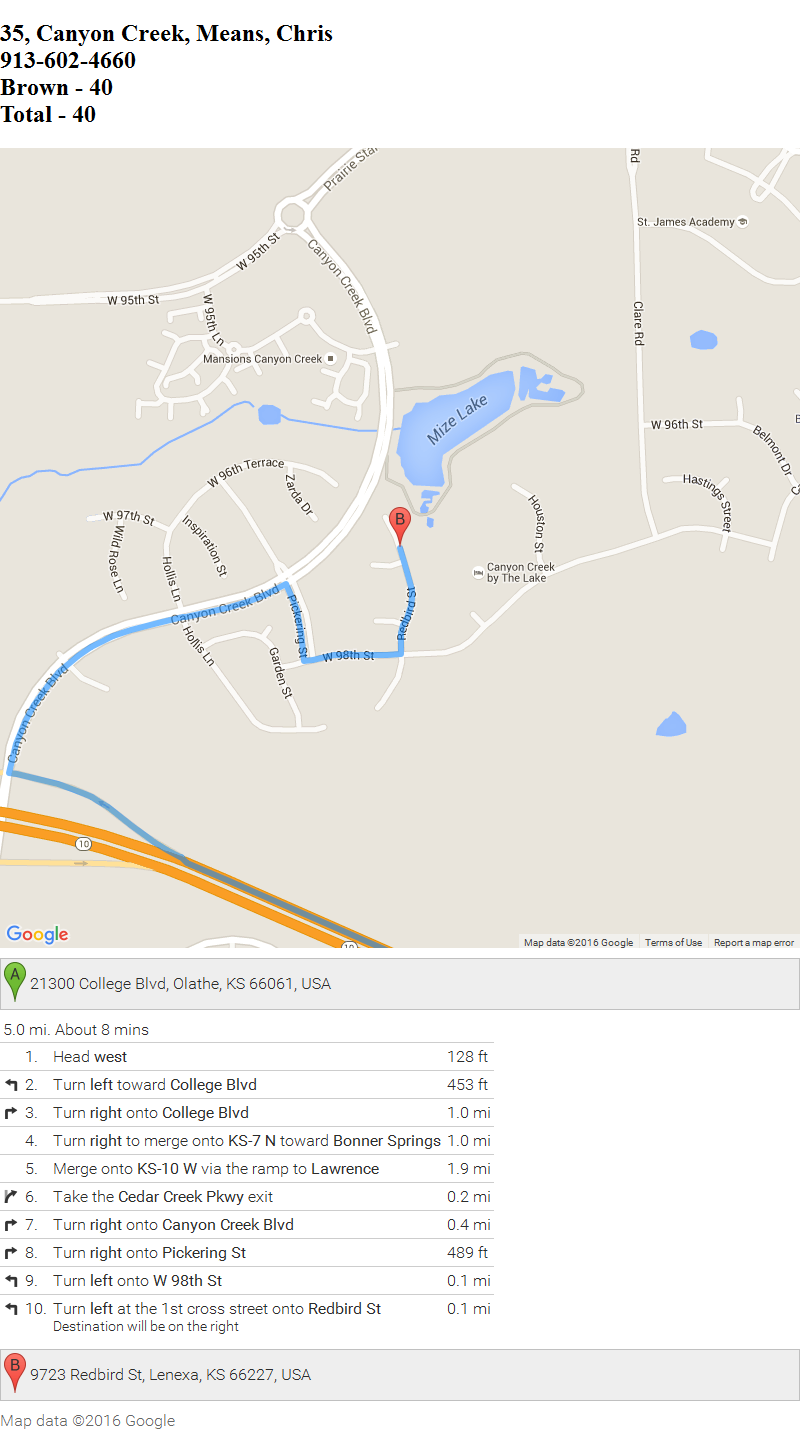 35, Canyon Creek, Means, Chris
913-602-4660
Brown - 40
Total - 40
Prairie Star
Rd
St. James Academy
W 95th St
Canyon Creek Blvd
W 95th St
W 95th Ln
Clare Rd
Mansions Canyon Creek
Mize Lake
W 96th St
Belmont Dr
W 96th Terrace
Zarda Dr
Hastings Street
W 97th St
Inspiration St
Houston St
B
Wild Rose Ln
Hollis Ln
Canyon Creek
by The Lake
Canyon Creek Blvd
Pickering St
Redbird St
Hollis Ln
W 98th St
Garden St
Canyon Creek Blvd
10
10
Google
Map data ©2016 Google Terms of Use Report a map error
A 21300 College Blvd, Olathe, KS 66061, USA
5.0 mi. About 8 mins
1. Head west 128 ft
2. Turn left toward College Blvd 453 ft
3. Turn right onto College Blvd 1.0 mi
4. Turn right to merge onto KS-7 N toward Bonner Springs 1.0 mi
5. Merge onto KS-10 W via the ramp to Lawrence 1.9 mi
6. Take the Cedar Creek Pkwy exit 0.2 mi
7. Turn right onto Canyon Creek Blvd 0.4 mi
8. Turn right onto Pickering St 489 ft
9. Turn left onto W 98th St 0.1 mi
10. Turn left at the 1st cross street onto Redbird St 0.1 mi
Destination will be on the right
B 9723 Redbird St, Lenexa, KS 66227, USA
Map data ©2016 Google